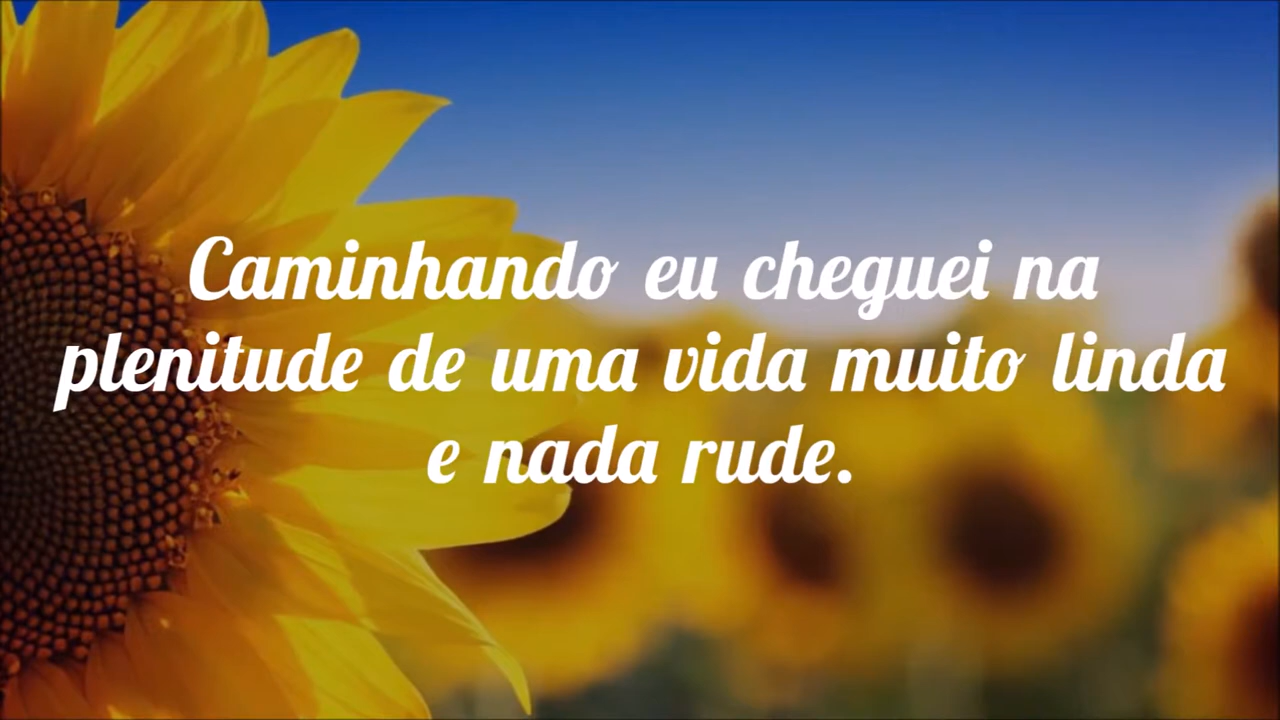 Caminhando eu cheguei na
plenitude de uma vida muito linda
e nada rude.